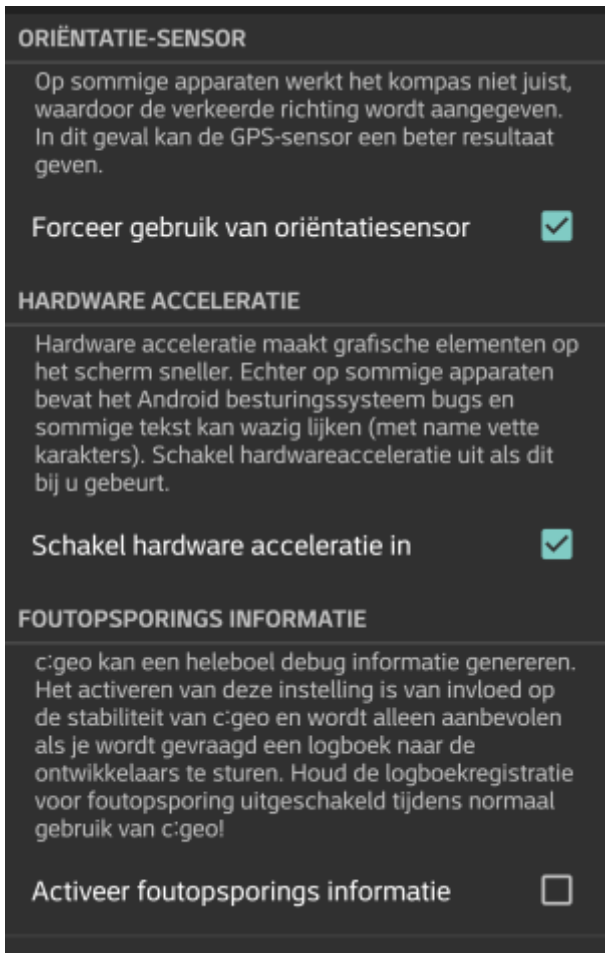 ORIËNTATIE-SENSOR
Op sommige apparaten werkt het kompas niet juist,
waardoor de verkeerde richting wordt aangegeven.
In dit geval kan de GPS-sensor een beter resultaat
geven.
Forceer gebruik van oriëntatiesensor
HARDWARE ACCELERATIE
Hardware acceleratie maakt grafische elementen op
het scherm sneller. Echter op sommige apparaten
bevat het Android besturingssysteem bugs en
sommige tekst kan wazig lijken (met name vette
karakters). Schakel hardwareacceleratie uit als dit
bij u gebeurt.
Schakel hardware acceleratie in
FOUTOPSPORINGS INFORMATIE
c:geo kan een heleboel debug informatie genereren.
Het activeren van deze instelling is van invloed op
de stabiliteit van c:geo en wordt alleen aanbevolen
als je wordt gevraagd een logboek naar de
ontwikkelaars te sturen. Houd de logboekregistratie
voor foutopsporing uitgeschakeld tijdens normaal
gebruik van c:geo!
Activeer foutopsporings informatie